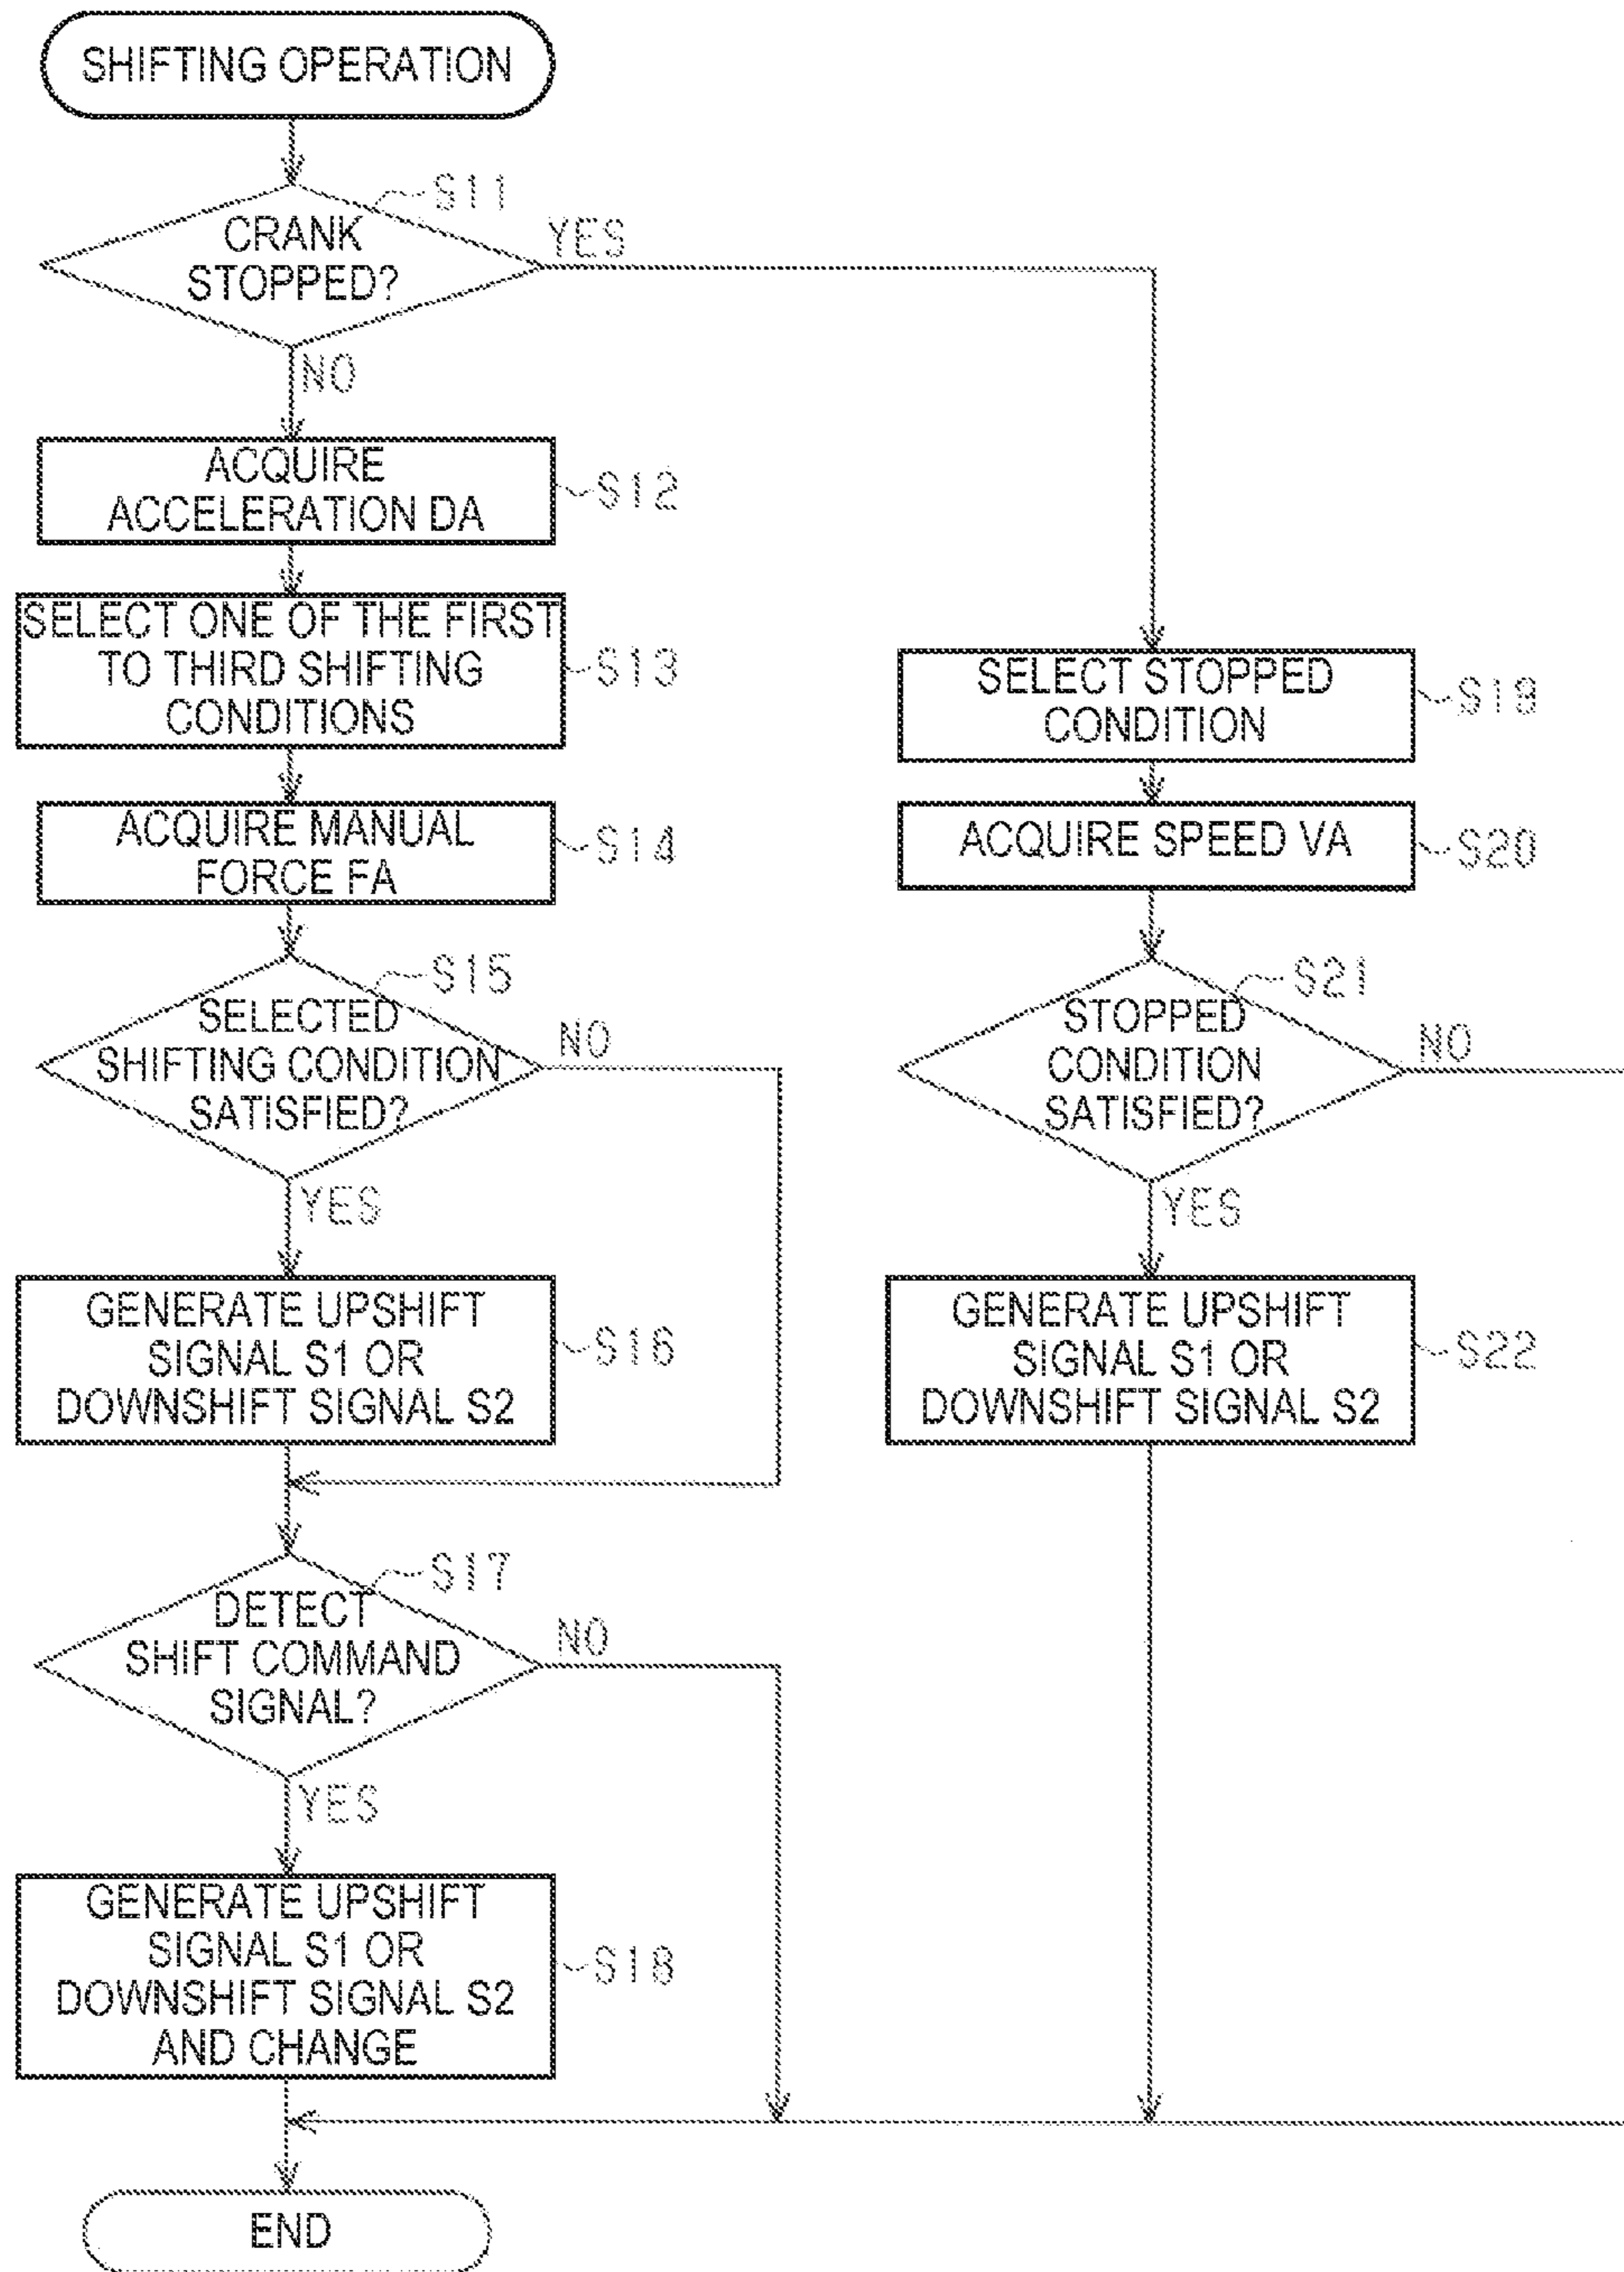 SHIFTING OPERATION
S11
CRANK
STOPPED?
YES
NO
ACQUIRE
ACCELERATION DA
S12
SELECT ONE OF THE FIRST
TO THIRD SHIFTING
CONDITIONS
S13
ACQUIRE MANUAL
FORCE FA
S14
S15
SELECTED
SHIFTING CONDITION
SATISFIED?
NO
YES
GENERATE UPSHIFT
SIGNAL S1 OR
DOWNSHIFT SIGNAL S2
S16
S17
DETECT
SHIFT COMMAND
SIGNAL?
NO
YES
GENERATE UPSHIFT
SIGNAL S1 OR
DOWNSHIFT SIGNAL S2
AND CHANGE
S18
SELECT STOPPED
CONDITION
S19
ACQUIRE SPEED VA
S20
S21
STOPPED
CONDITION
SATISFIED?
NO
YES
GENERATE UPSHIFT
SIGNAL S1 OR
DOWNSHIFT SIGNAL S2
S22
END